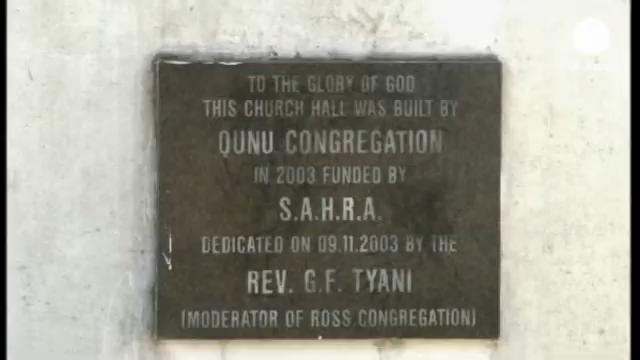 TO THE GLORY OF GOD
THIS CHURCH HALL WAS BUILT BY
QUNU CONGREGATION
IN 2003 FUNDED BY
S.A.H.R.A.
DEDICATED ON 09.11.2003 BY THE
REV. G.F. TYANI
(MODERATOR OF ROSS CONGREGATION)